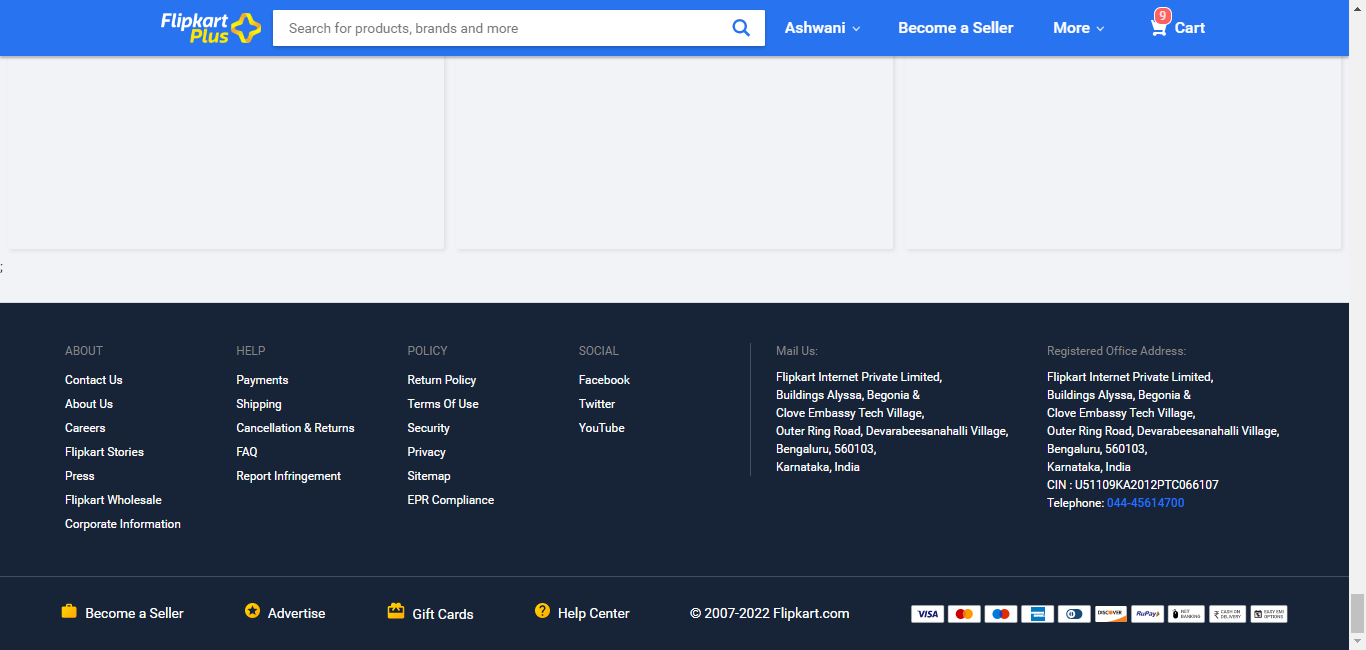 Flipkart
Plus
Search for products, brands and more
Ashwani
Become a Seller
More
9
Cart
;
ABOUT
Contact Us
About Us
Careers
Flipkart Stories
Press
Flipkart Wholesale
Corporate Information
HELP
Payments
Shipping
Cancellation & Returns
FAQ
Report Infringement
POLICY
Return Policy
Terms Of Use
Security
Privacy
Sitemap
EPR Compliance
SOCIAL
Facebook
Twitter
YouTube
Mail Us:
Flipkart Internet Private Limited,
Buildings Alyssa, Begonia &
Clove Embassy Tech Village,
Outer Ring Road, Devarabeesanahalli Village,
Bengaluru, 560103,
Karnataka, India
Registered Office Address:
Flipkart Internet Private Limited,
Buildings Alyssa, Begonia &
Clove Embassy Tech Village,
Outer Ring Road, Devarabeesanahalli Village,
Bengaluru, 560103,
Karnataka, India
CIN : U51109KA2012PTC066107
Telephone: 044-45614700
Become a Seller
Advertise
Gift Cards
Help Center
© 2007-2022 Flipkart.com
VISA
DISCOVER
RuPay
NET
BANKING
CASH ON
DELIVERY
EASY EMI
OPTIONS